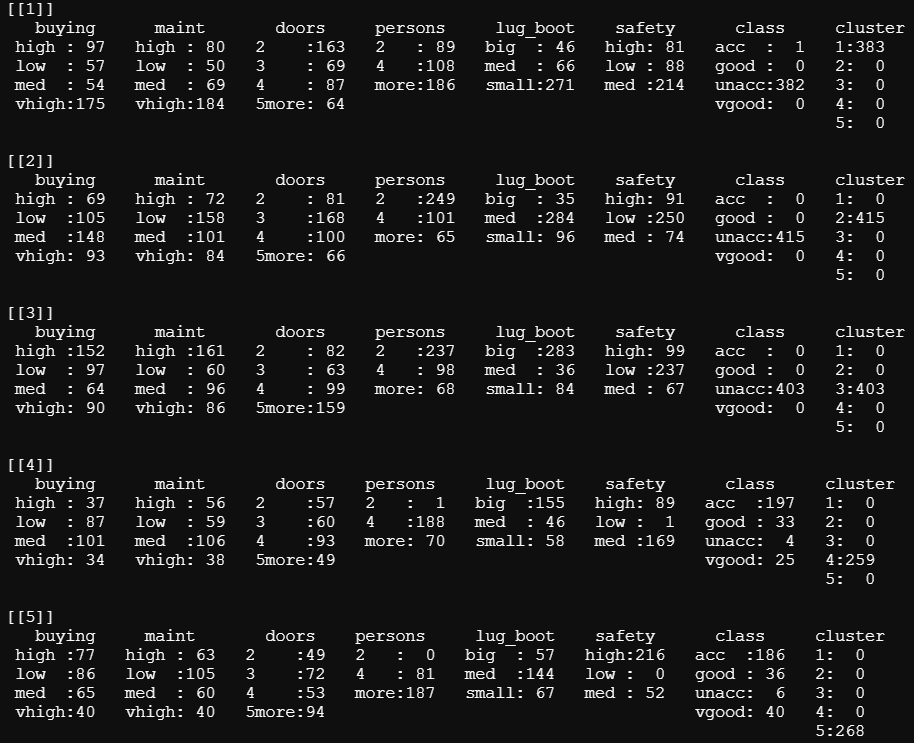 [[1]]
   buying      maint       doors     persons     lug_boot    safety      class     cluster
 high : 97   high : 80   2    :163   2   : 89   big  : 46   high: 81   acc  :  1   1:383
 low  : 57   low  : 50   3    : 69   4   :108   med  : 66   low : 88   good :  0   2:  0
 med  : 54   med  : 69   4    : 87   more:186   small:271   med :214   unacc:382   3:  0
 vhigh:175   vhigh:184   5more: 64                                     vgood:  0   4:  0
                                                                                   5:  0
[[2]]
   buying      maint       doors     persons     lug_boot    safety      class     cluster
 high : 69   high : 72   2    : 81   2   :249   big  : 35   high: 91   acc  :  0   1:  0
 low  :105   low  :158   3    :168   4   :101   med  :284   low :250   good :  0   2:415
 med  :148   med  :101   4    :100   more: 65   small: 96   med : 74   unacc:415   3:  0
 vhigh: 93   vhigh: 84   5more: 66                                     vgood:  0   4:  0
                                                                                   5:  0
[[3]]
   buying      maint       doors     persons     lug_boot    safety      class     cluster
 high :152   high :161   2    : 82   2   :237   big  :283   high: 99   acc  :  0   1:  0
 low  : 97   low  : 60   3    : 63   4   : 98   med  : 36   low :237   good :  0   2:  0
 med  : 64   med  : 96   4    : 99   more: 68   small: 84   med : 67   unacc:403   3:403
 vhigh: 90   vhigh: 86   5more:159                                     vgood:  0   4:  0
                                                                                   5:  0
[[4]]
   buying      maint       doors    persons     lug_boot    safety      class     cluster
 high : 37   high : 56   2    :57   2   :  1   big  :155   high: 89   acc  :197   1:  0
 low  : 87   low  : 59   3    :60   4   :188   med  : 46   low :  1   good : 33   2:  0
 med  :101   med  :106   4    :93   more: 70   small: 58   med :169   unacc:  4   3:  0
 vhigh: 34   vhigh: 38   5more:49                                     vgood: 25   4:259
                                                                                  5:  0
[[5]]
   buying     maint       doors    persons     lug_boot    safety      class     cluster
 high :77   high : 63   2    :49   2   :  0   big  : 57   high:216   acc  :186   1:  0
 low  :86   low  :105   3    :72   4   : 81   med  :144   low :  0   good : 36   2:  0
 med  :65   med  : 60   4    :53   more:187   small: 67   med : 52   unacc:  6   3:  0
 vhigh:40   vhigh: 40   5more:94                                     vgood: 40   4:  0
                                                                                 5:268